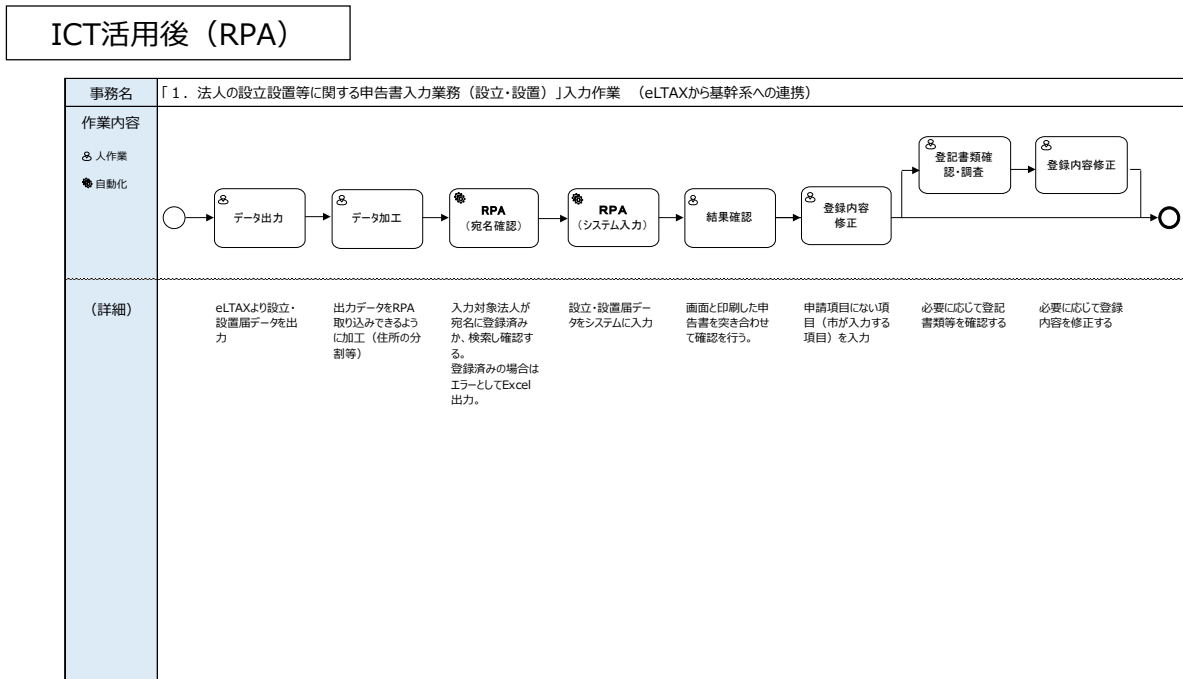 ICT活用後（RPA）
事務名
「１．法人の設立設置等に関する申告書入力業務（設立・設置）」入力作業　（eLTAXから基幹系への連携）
作業内容
人作業
自動化
データ出力
データ加工
RPA
（宛名確認）
RPA
（システム入力）
結果確認
登録内容
修正
登記書類確
認・調査
登録内容修正
（詳細）
eLTAXより設立・
設置届データを出
力
出力データをRPA
取り込みできるよう
に加工（住所の分
割等）
入力対象法人が
宛名に登録済み
か、検索し確認す
る。
登録済みの場合は
エラーとしてExcel
出力。
設立・設置届デー
タをシステムに入力
画面と印刷した申
告書を突き合わせ
て確認を行う。
申請項目にない項
目（市が入力する
項目）を入力
必要に応じて登記
書類等を確認する
必要に応じて登録
内容を修正する